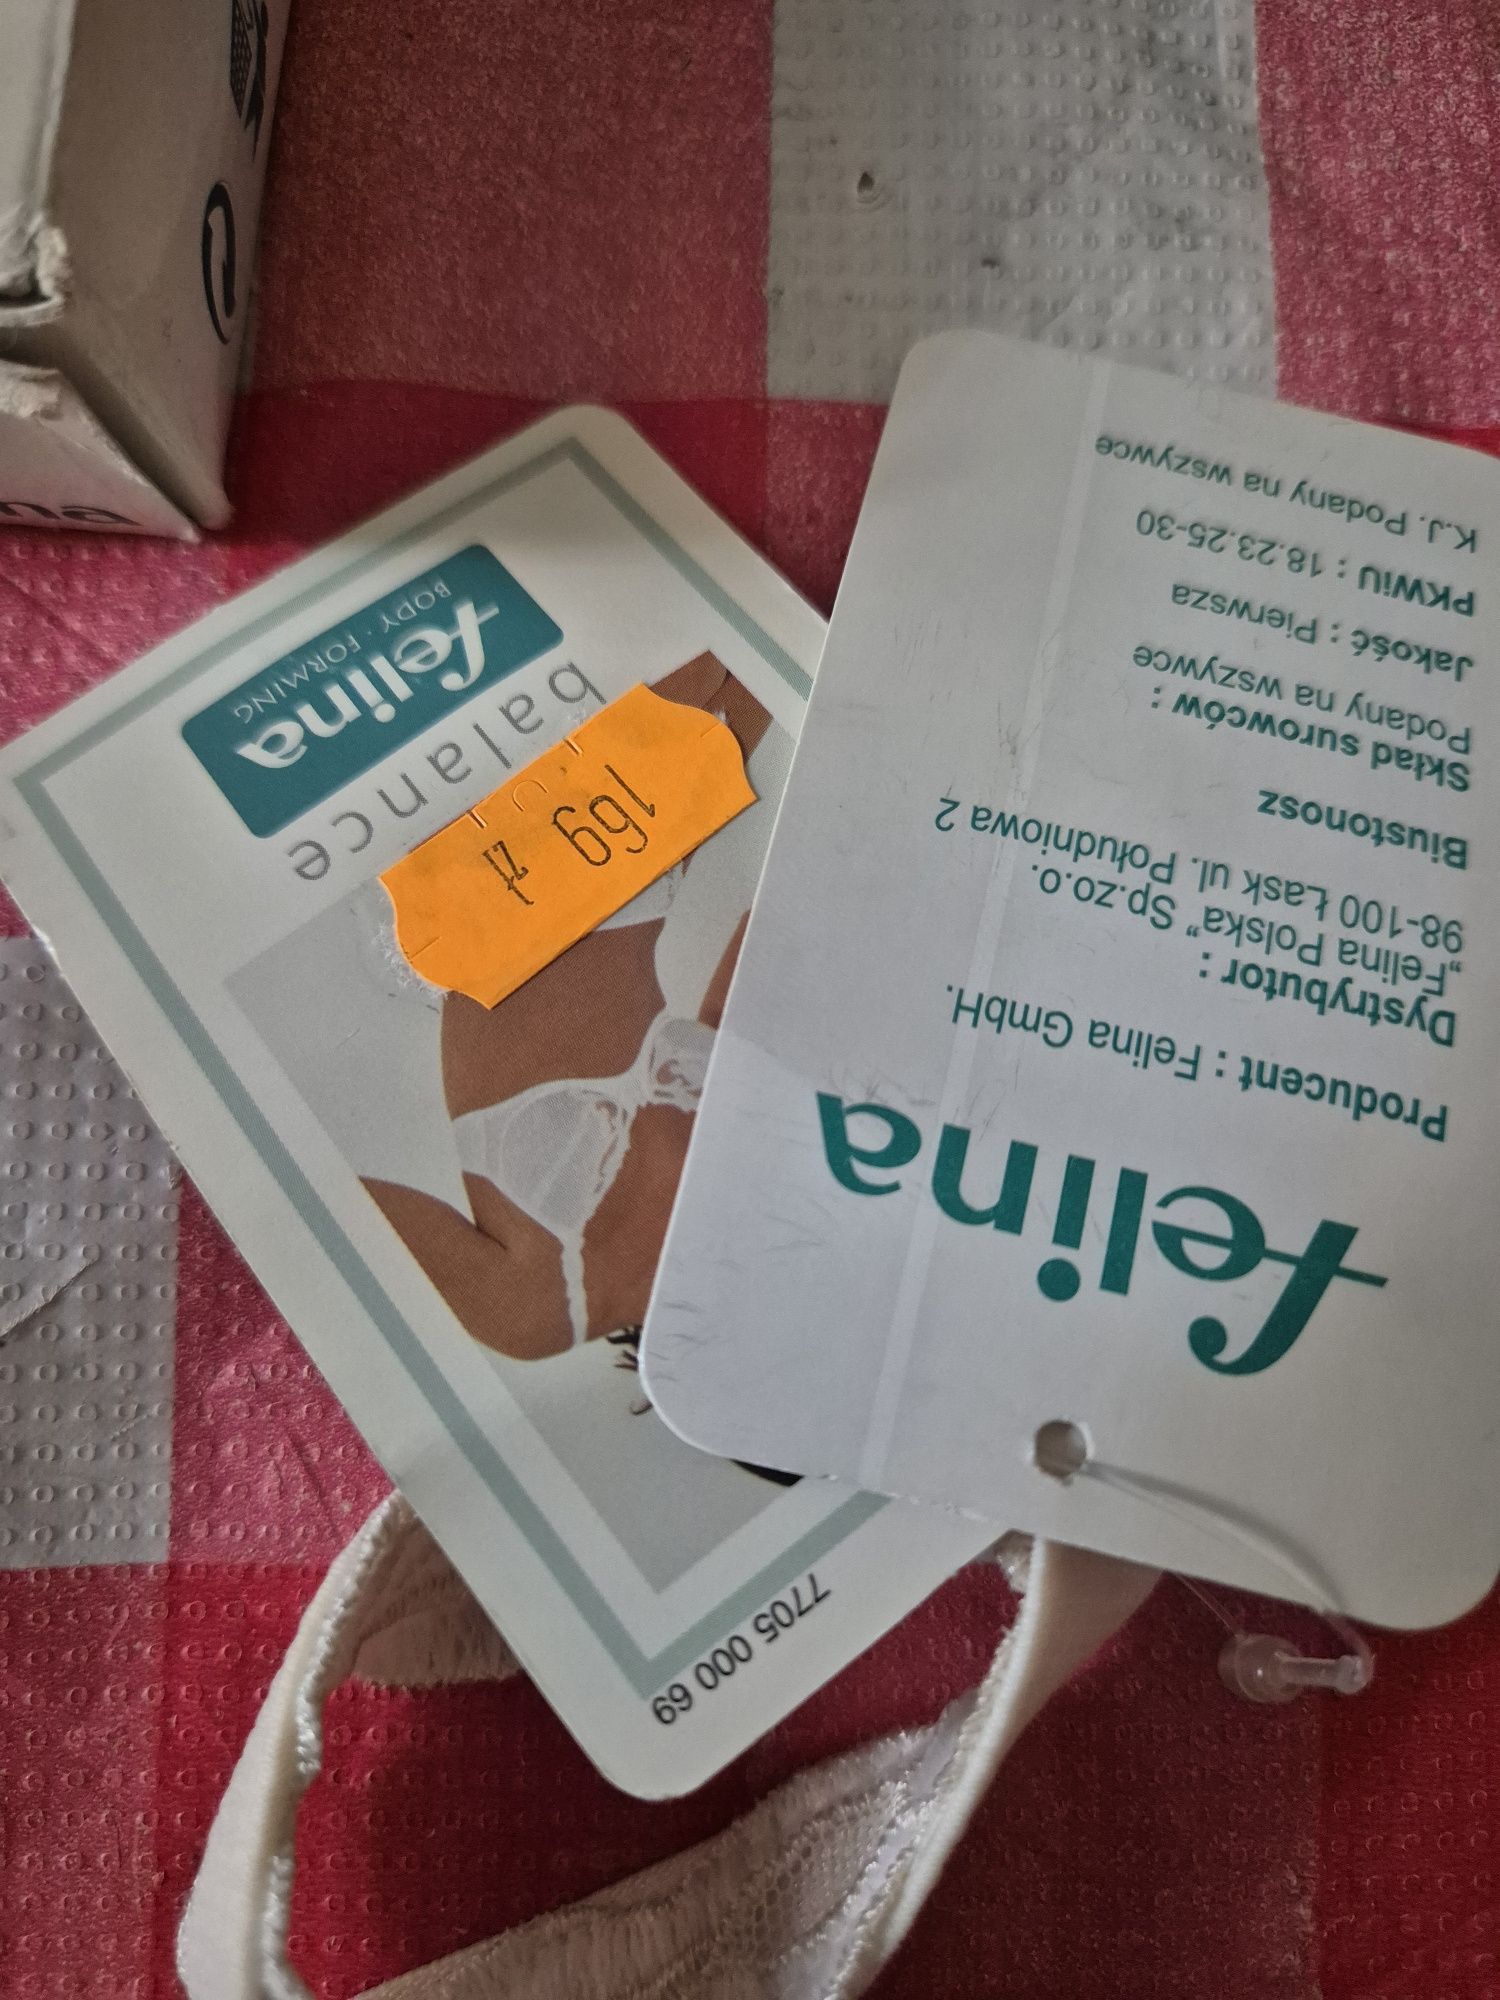 felina
Producent : Felina GmbH.
Dystrybutor :
„Felina Polska” Sp.zo.o.
98-100 Łask ul. Południowa 2
Biustonosz
Skład surowców :
Podany na wszywce
Jakość : Pierwsza
PKWiU : 18.23.25-30
K.J. Podany na wszywce
7705 000 69
169 zł
balance
felina
BODY · FORMING